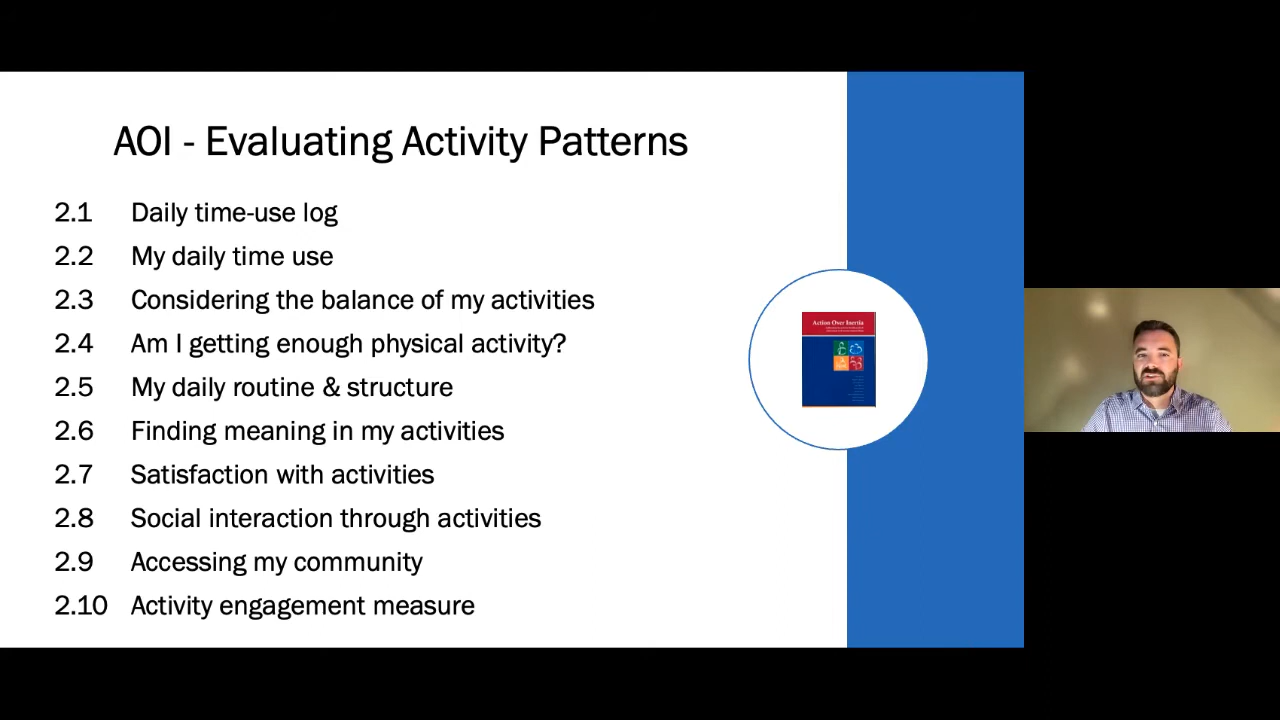 AOI - Evaluating Activity Patterns
2.1 Daily time-use log
2.2 My daily time use
2.3 Considering the balance of my activities
2.4 Am I getting enough physical activity?
2.5 My daily routine & structure
2.6 Finding meaning in my activities
2.7 Satisfaction with activities
2.8 Social interaction through activities
2.9 Accessing my community
2.10 Activity engagement measure
Action Over Inertia